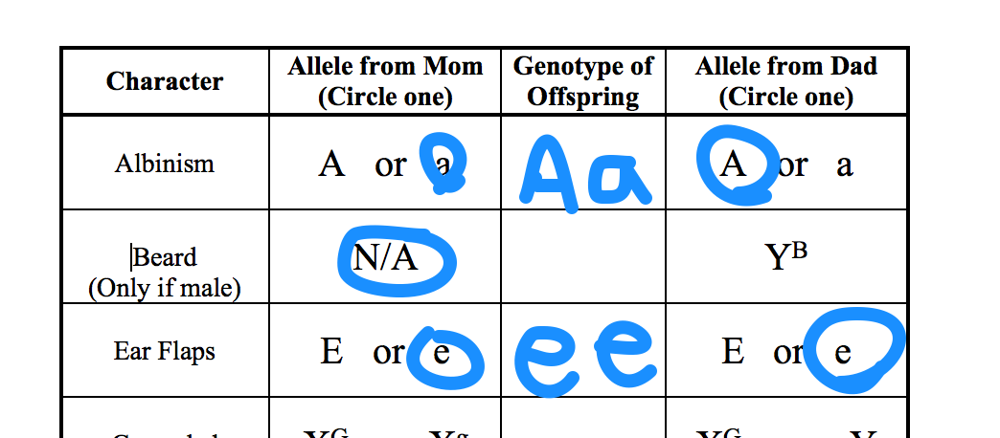 Character
Allele from Mom
(Circle one)
Genotype of
Offspring
Allele from Dad
(Circle one)
Albinism
A or a
Aa
A or a
Beard
(Only if male)
N/A
Yᴮ
Ear Flaps
E or e
ee
E or e